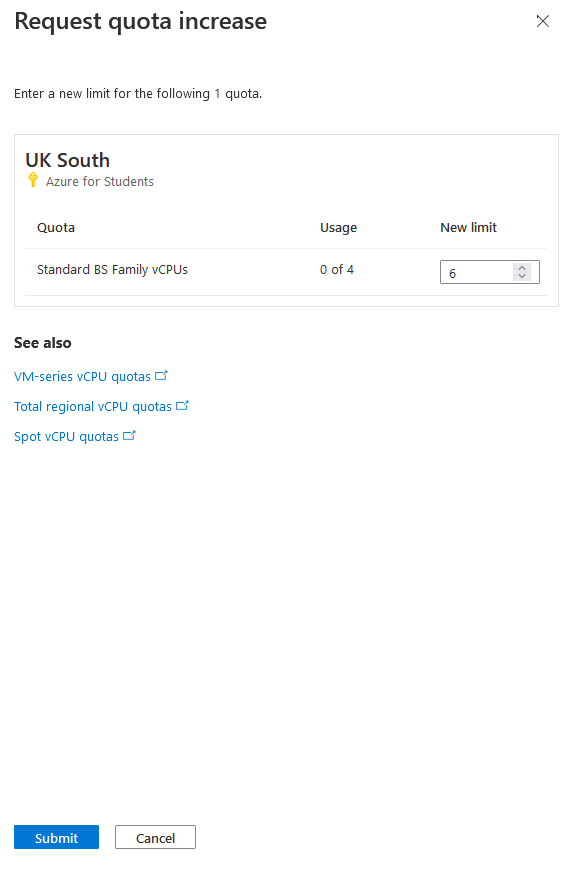 Request quota increase
Enter a new limit for the following 1 quota.
UK South
Azure for Students
Quota Usage New limit
Standard BS Family vCPUs 0 of 4 6
See also
VM-series vCPU quotas
Total regional vCPU quotas
Spot vCPU quotas
Submit Cancel